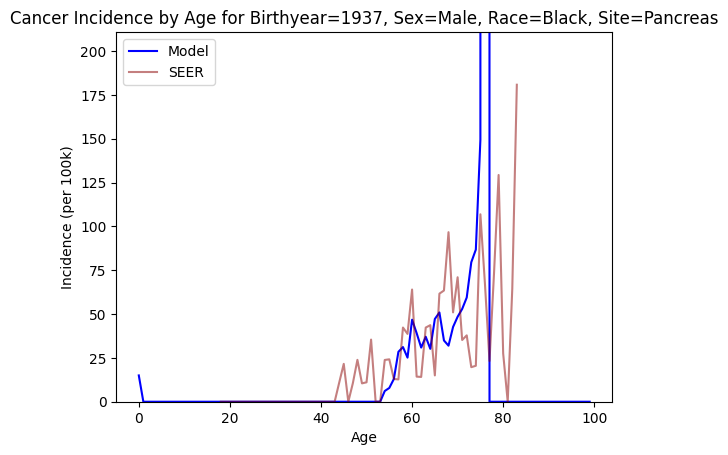 Cancer Incidence by Age for Birthyear=1937, Sex=Male, Race=Black, Site=Pancreas
Model
SEER
200
175
150
125
100
75
50
25
0
Incidence (per 100k)
0 20 40 60 80 100
Age